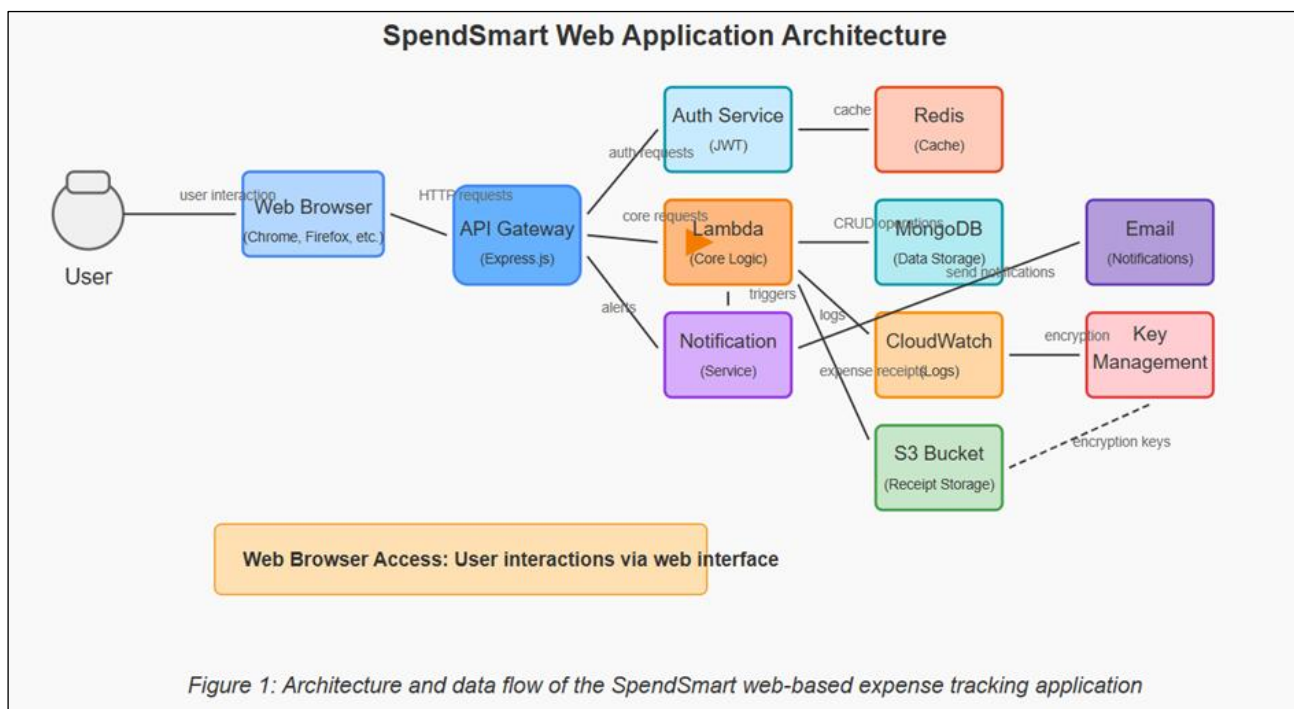 SpendSmart Web Application Architecture
Auth Service
(JWT)
cache
Redis
(Cache)
auth requests
user interaction
Web Browser
(Chrome, Firefox, etc.)
HTTP requests
API Gateway
(Express.js)
core requests
Lambda
(Core Logic)
CRUD operations
MongoDB
(Data Storage)
Email
(Notifications)
send notifications
User
alerts
triggers
logs
Notification
(Service)
expense receipts
CloudWatch
(Logs)
encryption
Key
Management
S3 Bucket
(Receipt Storage)
encryption keys
Web Browser Access: User interactions via web interface
Figure 1: Architecture and data flow of the SpendSmart web-based expense tracking application